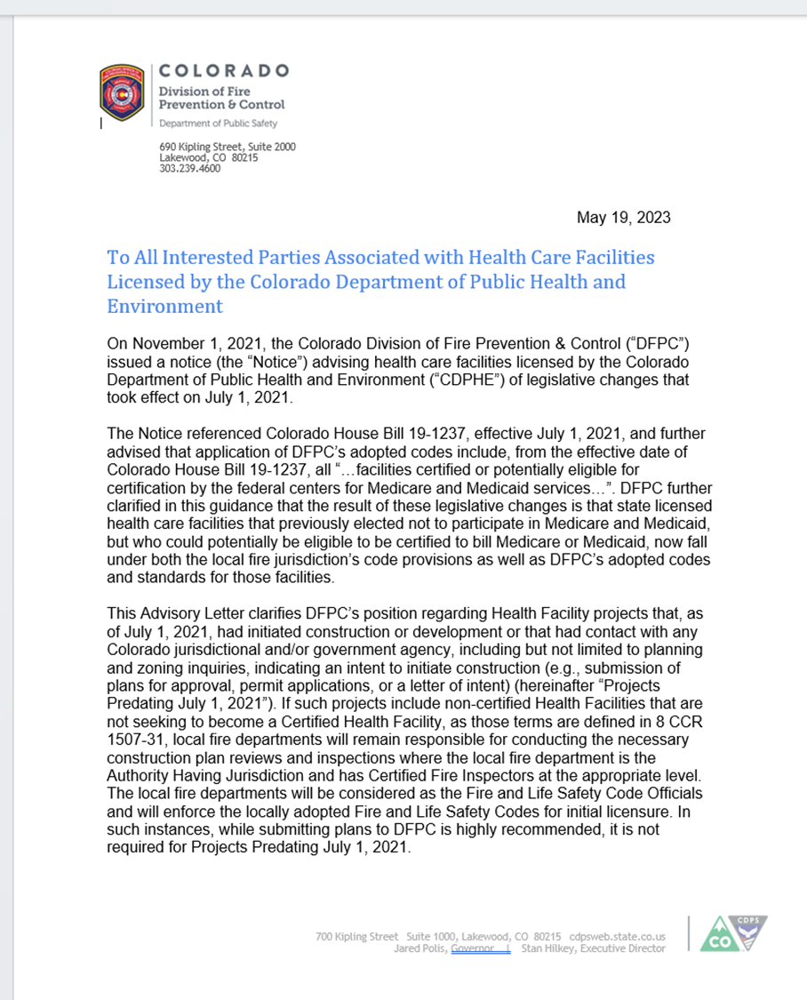 COLORADO
Division of Fire
Prevention & Control
Department of Public Safety
690 Kipling Street, Suite 2000
Lakewood, CO 80215
303.239.4600
May 19, 2023
To All Interested Parties Associated with Health Care Facilities
Licensed by the Colorado Department of Public Health and
Environment
On November 1, 2021, the Colorado Division of Fire Prevention & Control (“DFPC”)
issued a notice (the “Notice”) advising health care facilities licensed by the Colorado
Department of Public Health and Environment (“CDPHE”) of legislative changes that
took effect on July 1, 2021.
The Notice referenced Colorado House Bill 19-1237, effective July 1, 2021, and further
advised that application of DFPC’s adopted codes include, from the effective date of
Colorado House Bill 19-1237, all “…facilities certified or potentially eligible for
certification by the federal centers for Medicare and Medicaid services…”. DFPC further
clarified in this guidance that the result of these legislative changes is that state licensed
health care facilities that previously elected not to participate in Medicare and Medicaid,
but who could potentially be eligible to be certified to bill Medicare or Medicaid, now fall
under both the local fire jurisdiction’s code provisions as well as DFPC’s adopted codes
and standards for those facilities.
This Advisory Letter clarifies DFPC’s position regarding Health Facility projects that, as
of July 1, 2021, had initiated construction or development or that had contact with any
Colorado jurisdictional and/or government agency, including but not limited to planning
and zoning inquiries, indicating an intent to initiate construction (e.g., submission of
plans for approval, permit applications, or a letter of intent) (hereinafter “Projects
Predating July 1, 2021”). If such projects include non-certified Health Facilities that are
not seeking to become a Certified Health Facility, as those terms are defined in 8 CCR
1507-31, local fire departments will remain responsible for conducting the necessary
construction plan reviews and inspections where the local fire department is the
Authority Having Jurisdiction and has Certified Fire Inspectors at the appropriate level.
The local fire departments will be considered as the Fire and Life Safety Code Officials
and will enforce the locally adopted Fire and Life Safety Codes for initial licensure. In
such instances, while submitting plans to DFPC is highly recommended, it is not
required for Projects Predating July 1, 2021.
700 Kipling Street Suite 1000, Lakewood, CO 80215 cdpsweb.state.co.us
Jared Polis, Governor | Stan Hilkey, Executive Director
CO
CDPS